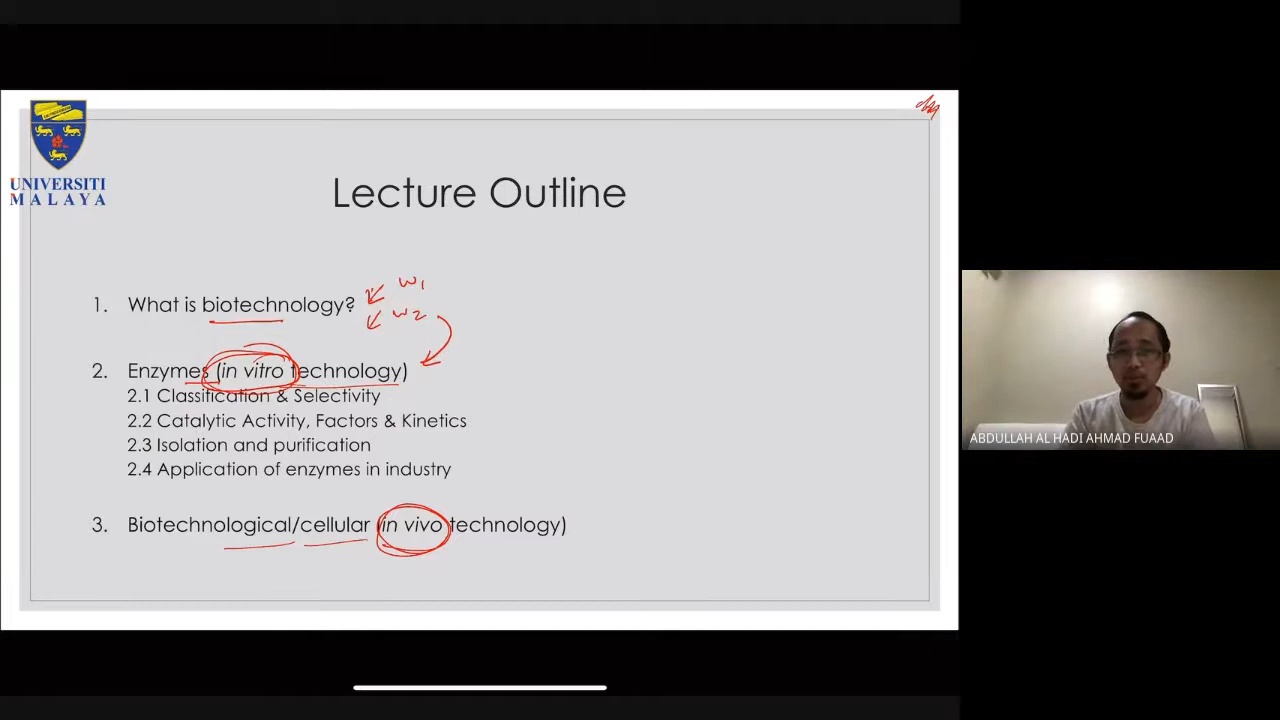 UNIVERSITI
MALAYA
Lecture Outline
w1
1. What is biotechnology?
w2
2. Enzymes (in vitro technology)
2.1 Classification & Selectivity
2.2 Catalytic Activity, Factors & Kinetics
2.3 Isolation and purification
2.4 Application of enzymes in industry
3. Biotechnological/cellular (in vivo technology)
ABDULLAH AL HADI AHMAD FUAAD